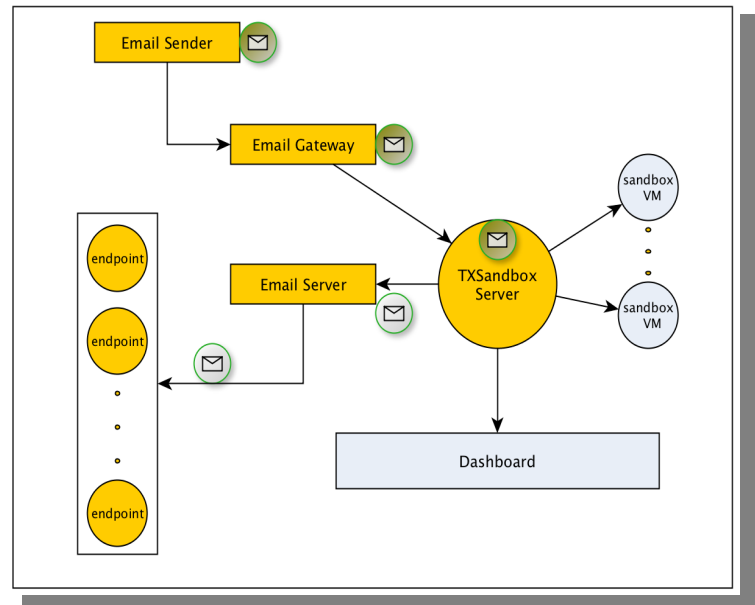 Email Sender
Email Gateway
sandbox
VM
endpoint
TXSandbox
Server
Email Server
sandbox
VM
endpoint
Dashboard
endpoint